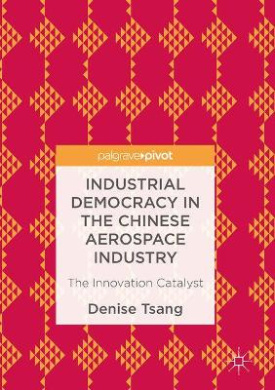 palgrave▸pivot
INDUSTRIAL
DEMOCRACY IN
THE CHINESE
AEROSPACE
INDUSTRY
The Innovation Catalyst
Denise Tsang